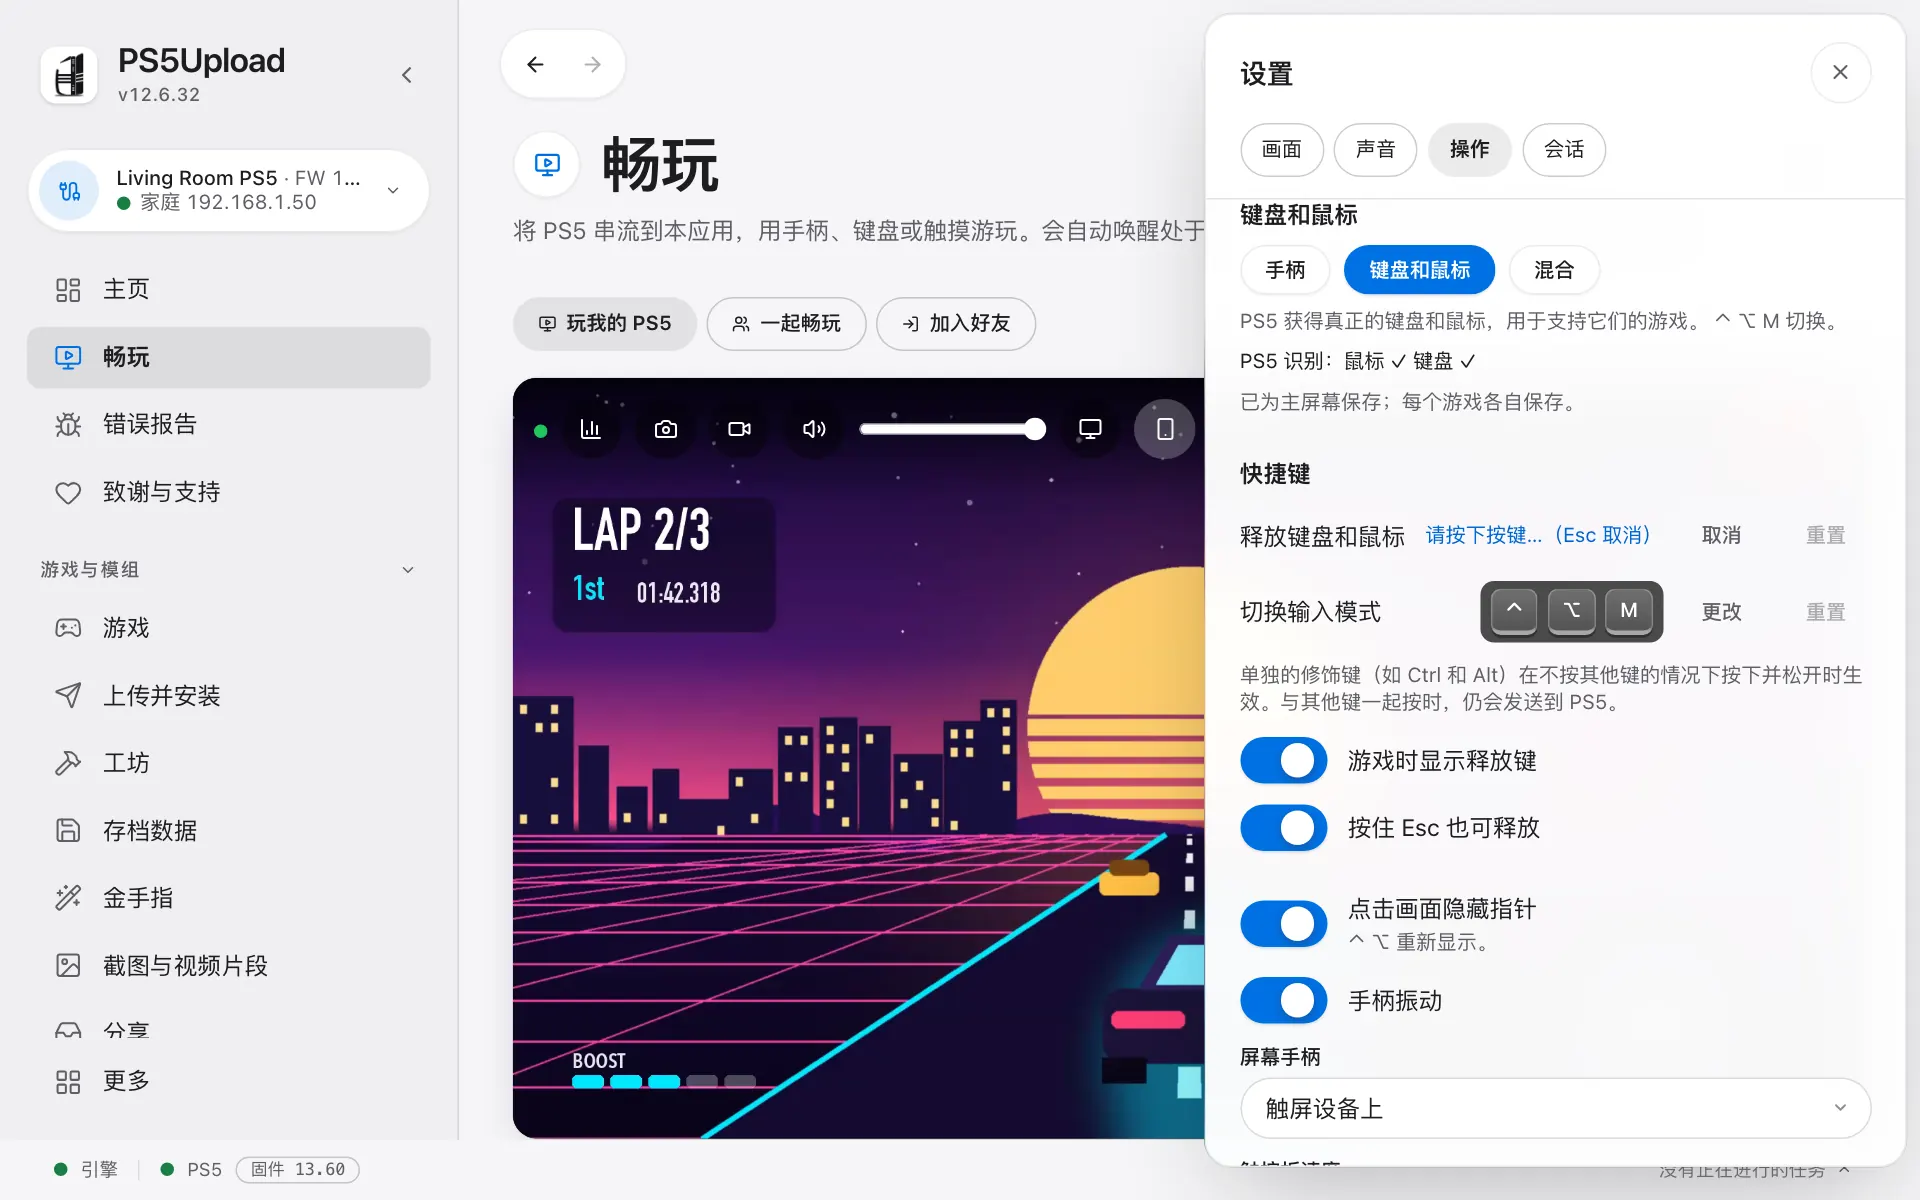 PS5Upload
v12.6.32
Living Room PS5 · FW 1...
家庭 192.168.1.50
主页
畅玩
错误报告
致谢与支持
游戏与模组
游戏
上传并安装
工坊
存档数据
金手指
截图与视频片段
分享
更多
引擎
PS5
固件 13.60
畅玩
将 PS5 串流到本应用，用手柄、键盘或触摸游玩。会自动唤醒处于
玩我的 PS5
一起畅玩
加入好友
LAP 2/3
1st 01:42.318
BOOST
设置
画面
声音
操作
会话
键盘和鼠标
手柄
键盘和鼠标
混合
PS5 获得真正的键盘和鼠标，用于支持它们的游戏。⌃ ⌥ M 切换。
PS5 识别：鼠标 ✓ 键盘 ✓
已为主屏幕保存；每个游戏各自保存。
快捷键
释放键盘和鼠标 请按下按键...（Esc 取消） 取消 重置
切换输入模式 ⌃ ⌥ M 更改 重置
单独的修饰键（如 Ctrl 和 Alt）在不按其他键的情况下按下并松开时生
效。与其他键一起按时，仍会发送到 PS5。
游戏时显示释放键
按住 Esc 也可释放
点击画面隐藏指针
⌃ ⌥ 重新显示。
手柄振动
屏幕手柄
触屏设备上
没有正在进行的任务